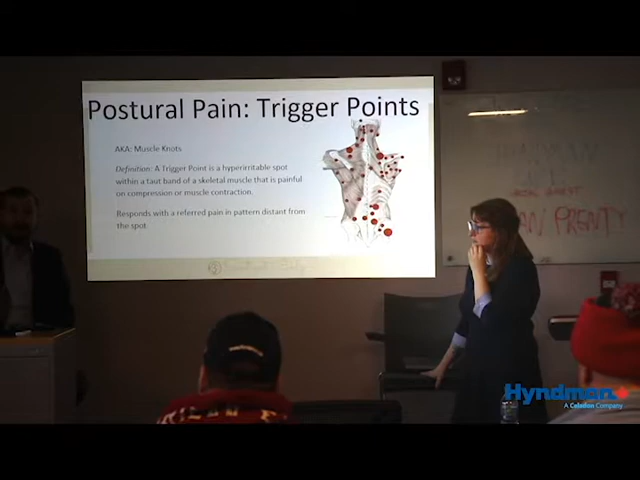 Postural Pain: Trigger Points
AKA: Muscle Knots
Definition: A Trigger Point is a hyperirritable spot
within a taut band of a skeletal muscle that is painful
on compression or muscle contraction.
Responds with a referred pain in pattern distant from
the spot.
PRENTY
Hyndman
A Celadon Company